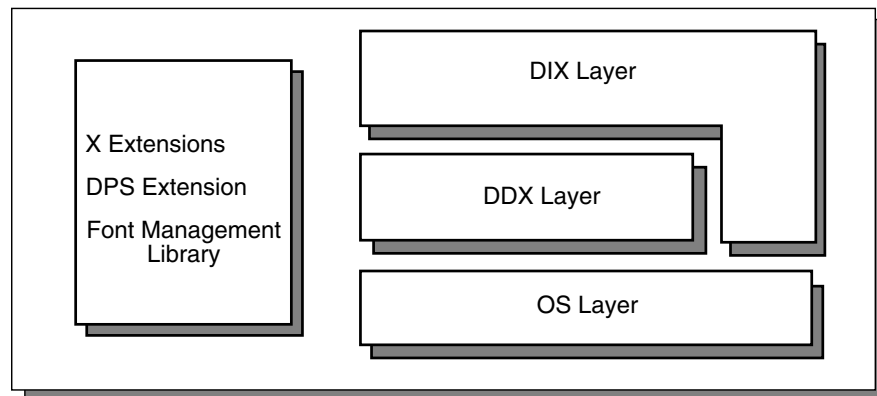 X Extensions
DPS Extension
Font Management
Library
DIX Layer
DDX Layer
OS Layer